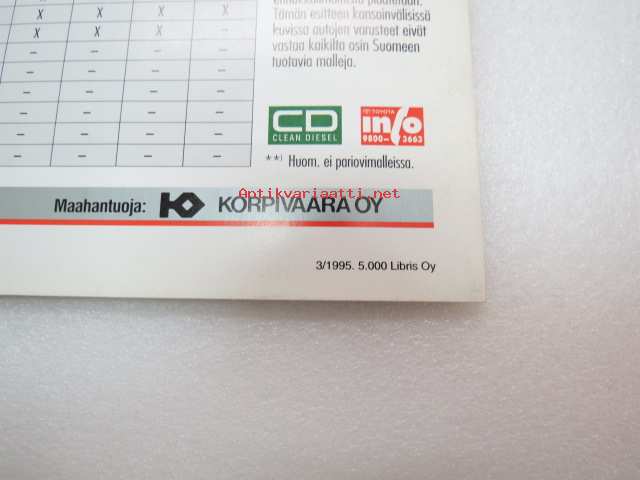 X X X X
X X X –
– – – –
– – – –
– – – –
– – – –
– – – –
– – – –
Tämän esitteen kansainvälisissä
kuvissa autojen varusteet eivät
vastaa kaikilta osin Suomeen
tuotavia malleja.
CD
CLEAN DIESEL
info
9800– 3663
**) Huom. ei pariovimalleissa.
Antikvariaatti.net
Maahantuoja: KORPIVAARA OY
3/1995. 5.000 Libris Oy